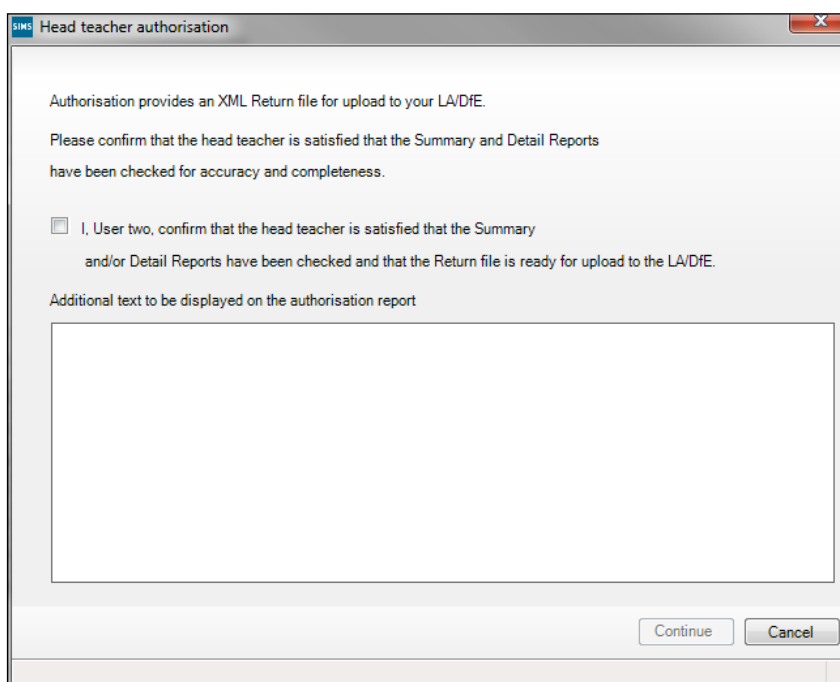 SIMS Head teacher authorisation
X
Authorisation provides an XML Return file for upload to your LA/DfE.
Please confirm that the head teacher is satisfied that the Summary and Detail Reports
have been checked for accuracy and completeness.
I, User two, confirm that the head teacher is satisfied that the Summary
and/or Detail Reports have been checked and that the Return file is ready for upload to the LA/DfE.
Additional text to be displayed on the authorisation report
Continue Cancel